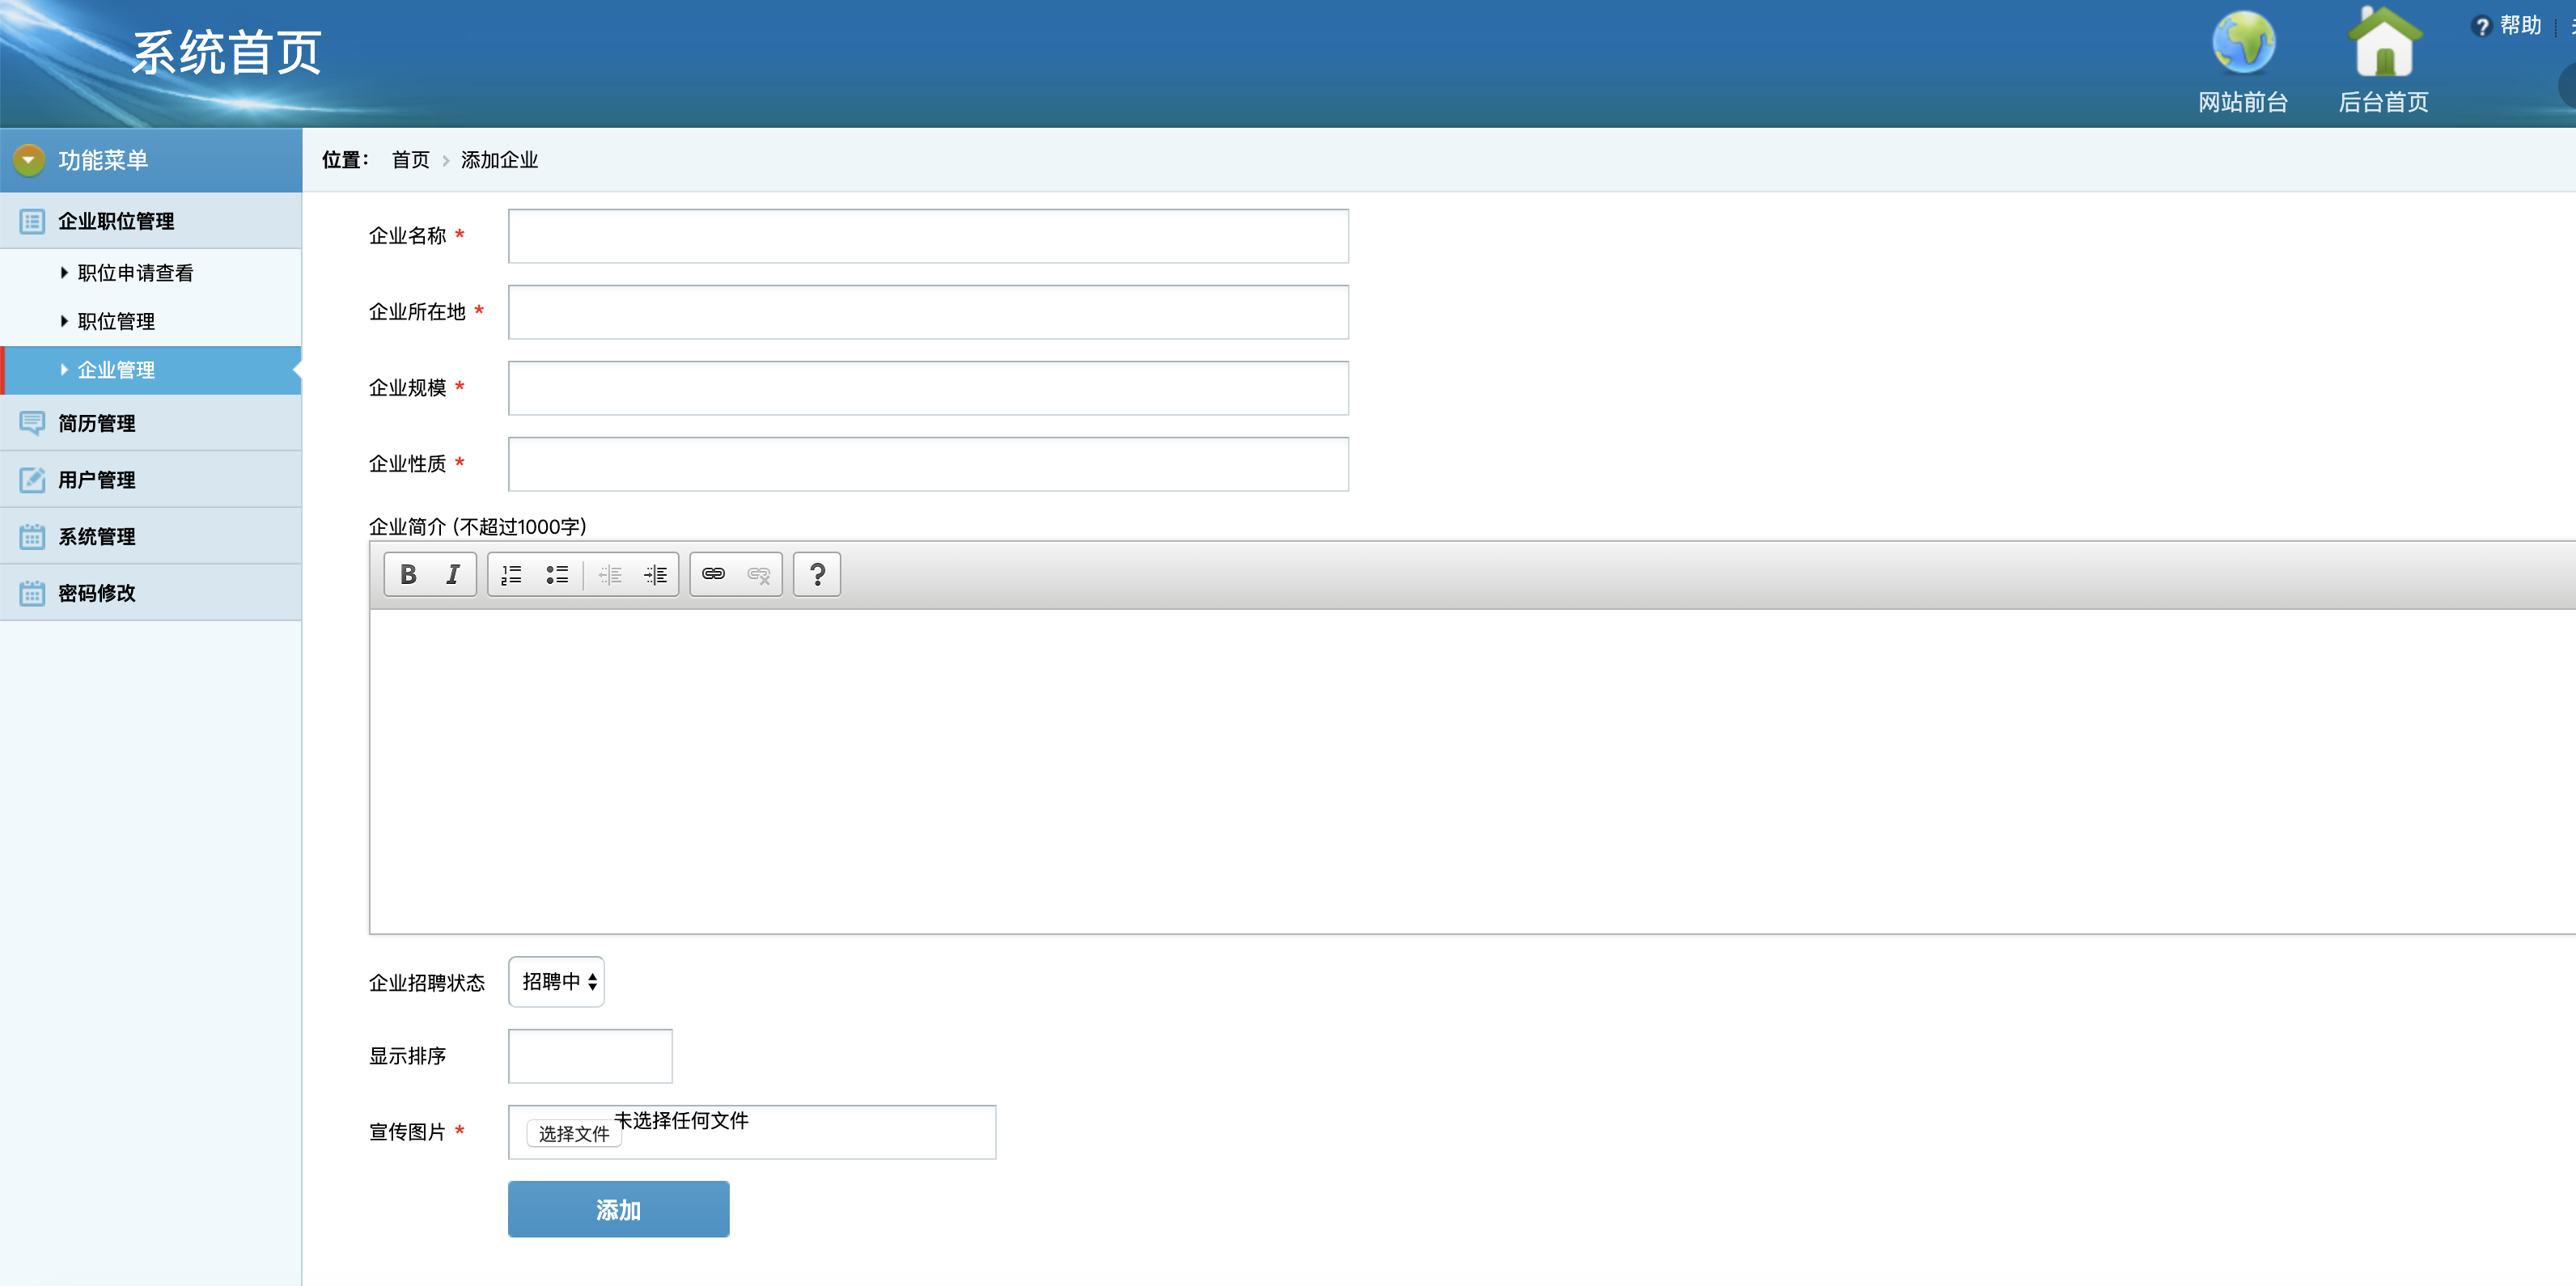 系统首页
网站前台
后台首页
帮助
功能菜单
企业职位管理
职位申请查看
职位管理
企业管理
简历管理
用户管理
系统管理
密码修改
位置： 首页 添加企业
企业名称 *
企业所在地 *
企业规模 *
企业性质 *
企业简介 (不超过1000字)
B I ?
企业招聘状态 招聘中
显示排序
宣传图片 * 选择文件 未选择任何文件
添加